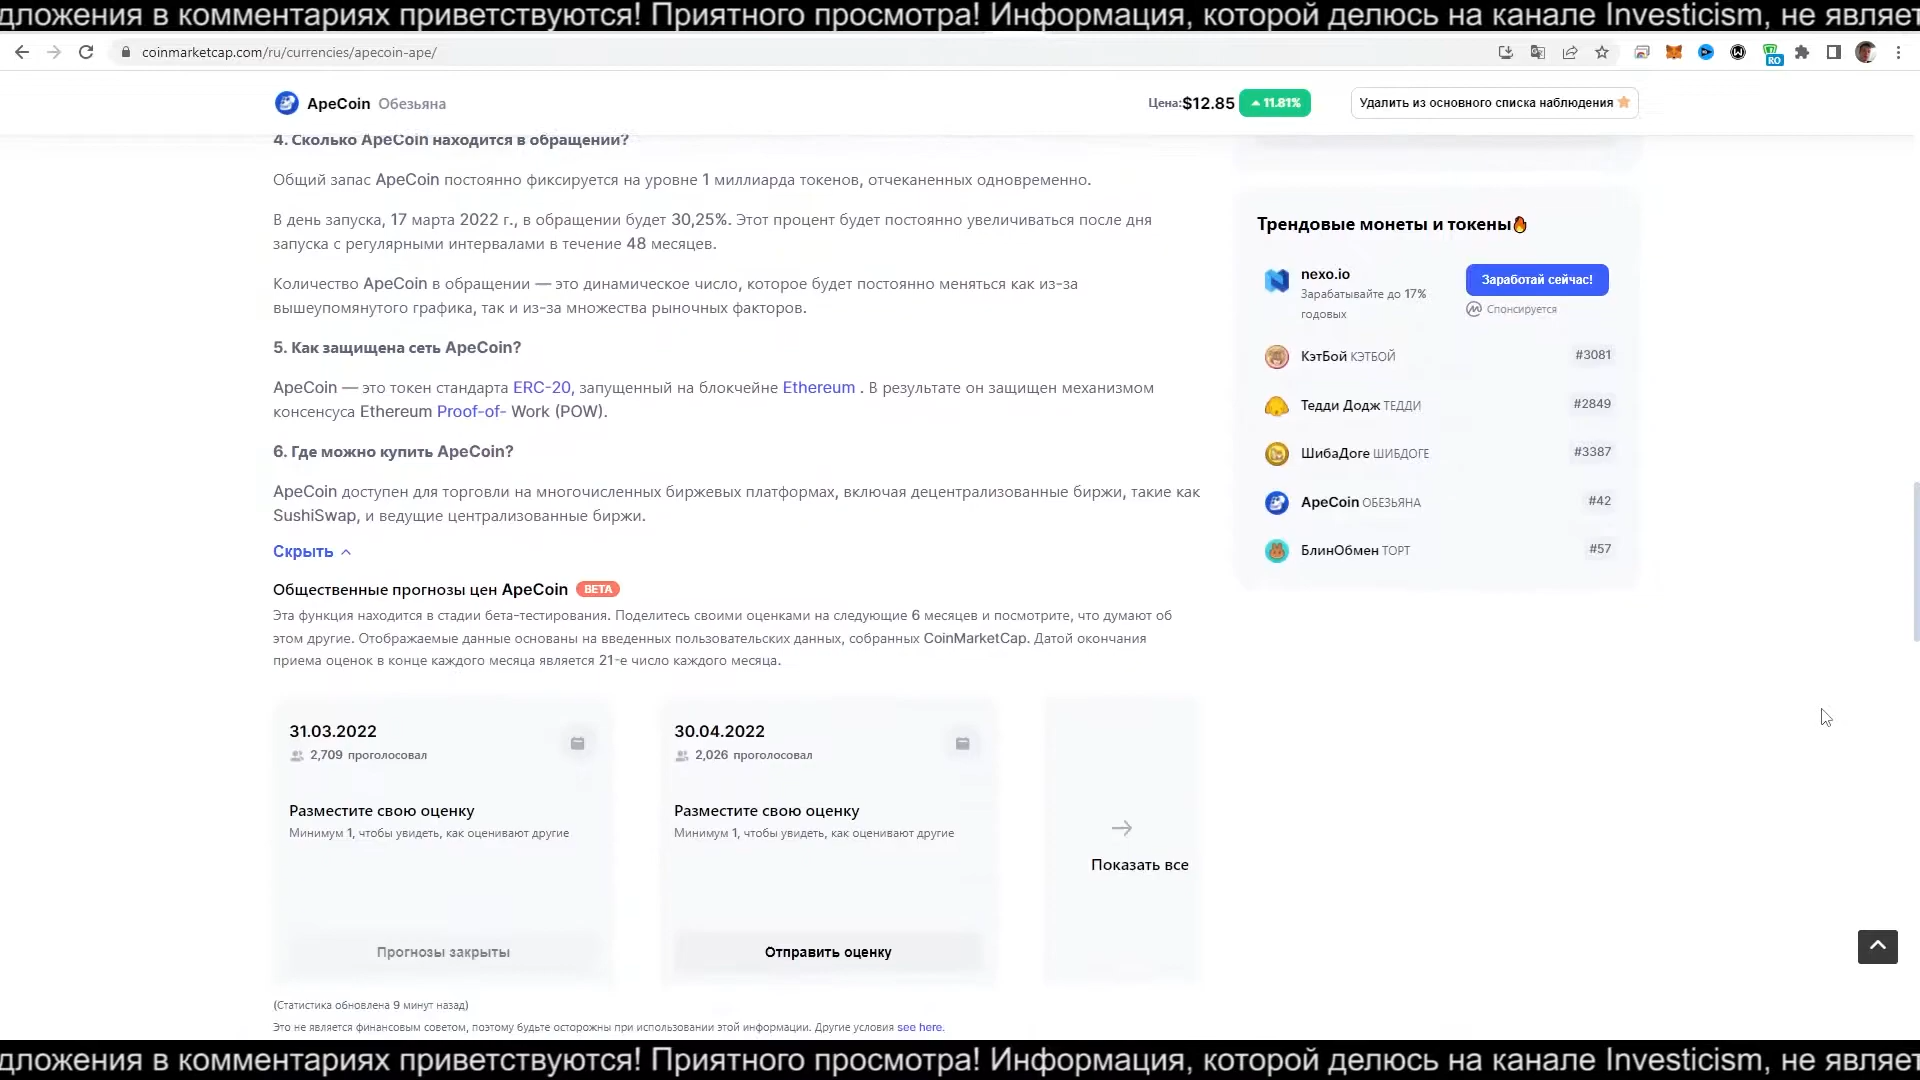 дложения в комментариях приветствуются! Приятного просмотра! Информация, которой делюсь на канале Investicism, не являет
coinmarketcap.com/ru/currencies/apecoin-ape/
RO
ApeCoin Обезьяна
Цена:$12.85 11.81%
Удалить из основного списка наблюдения
4. Сколько ApeCoin находится в обращении?
Общий запас ApeCoin постоянно фиксируется на уровне 1 миллиарда токенов, отчеканенных одновременно.
В день запуска, 17 марта 2022 г., в обращении будет 30,25%. Этот процент будет постоянно увеличиваться после дня
запуска с регулярными интервалами в течение 48 месяцев.
Количество ApeCoin в обращении — это динамическое число, которое будет постоянно меняться как из-за
вышеупомянутого графика, так и из-за множества рыночных факторов.
5. Как защищена сеть ApeCoin?
ApeCoin — это токен стандарта ERC-20, запущенный на блокчейне Ethereum . В результате он защищен механизмом
консенсуса Ethereum Proof-of- Work (POW).
6. Где можно купить ApeCoin?
ApeCoin доступен для торговли на многочисленных биржевых платформах, включая децентрализованные биржи, такие как
SushiSwap, и ведущие централизованные биржи.
Скрыть
Общественные прогнозы цен ApeCoin BETA
Эта функция находится в стадии бета-тестирования. Поделитесь своими оценками на следующие 6 месяцев и посмотрите, что думают об
этом другие. Отображаемые данные основаны на введенных пользовательских данных, собранных CoinMarketCap. Датой окончания
приема оценок в конце каждого месяца является 21-е число каждого месяца.
31.03.2022
2,709 проголосовал
Разместите свою оценку
Минимум 1, чтобы увидеть, как оценивают другие
Прогнозы закрыты
30.04.2022
2,026 проголосовал
Разместите свою оценку
Минимум 1, чтобы увидеть, как оценивают другие
Отправить оценку
Показать все
(Статистика обновлена 9 минут назад)
Это не является финансовым советом, поэтому будьте осторожны при использовании этой информации. Другие условия see here.
Трендовые монеты и токены
nexo.io
Зарабатывайте до 17%
годовых
Заработай сейчас!
Спонсируется
КэтБой КЭТБОЙ #3081
Тедди Додж ТЕДДИ #2849
ШибаДоге ШИБДОГЕ #3387
ApeCoin ОБЕЗЬЯНА #42
БлинОбмен ТОРТ #57
дложения в комментариях приветствуются! Приятного просмотра! Информация, которой делюсь на канале Investicism, не являет